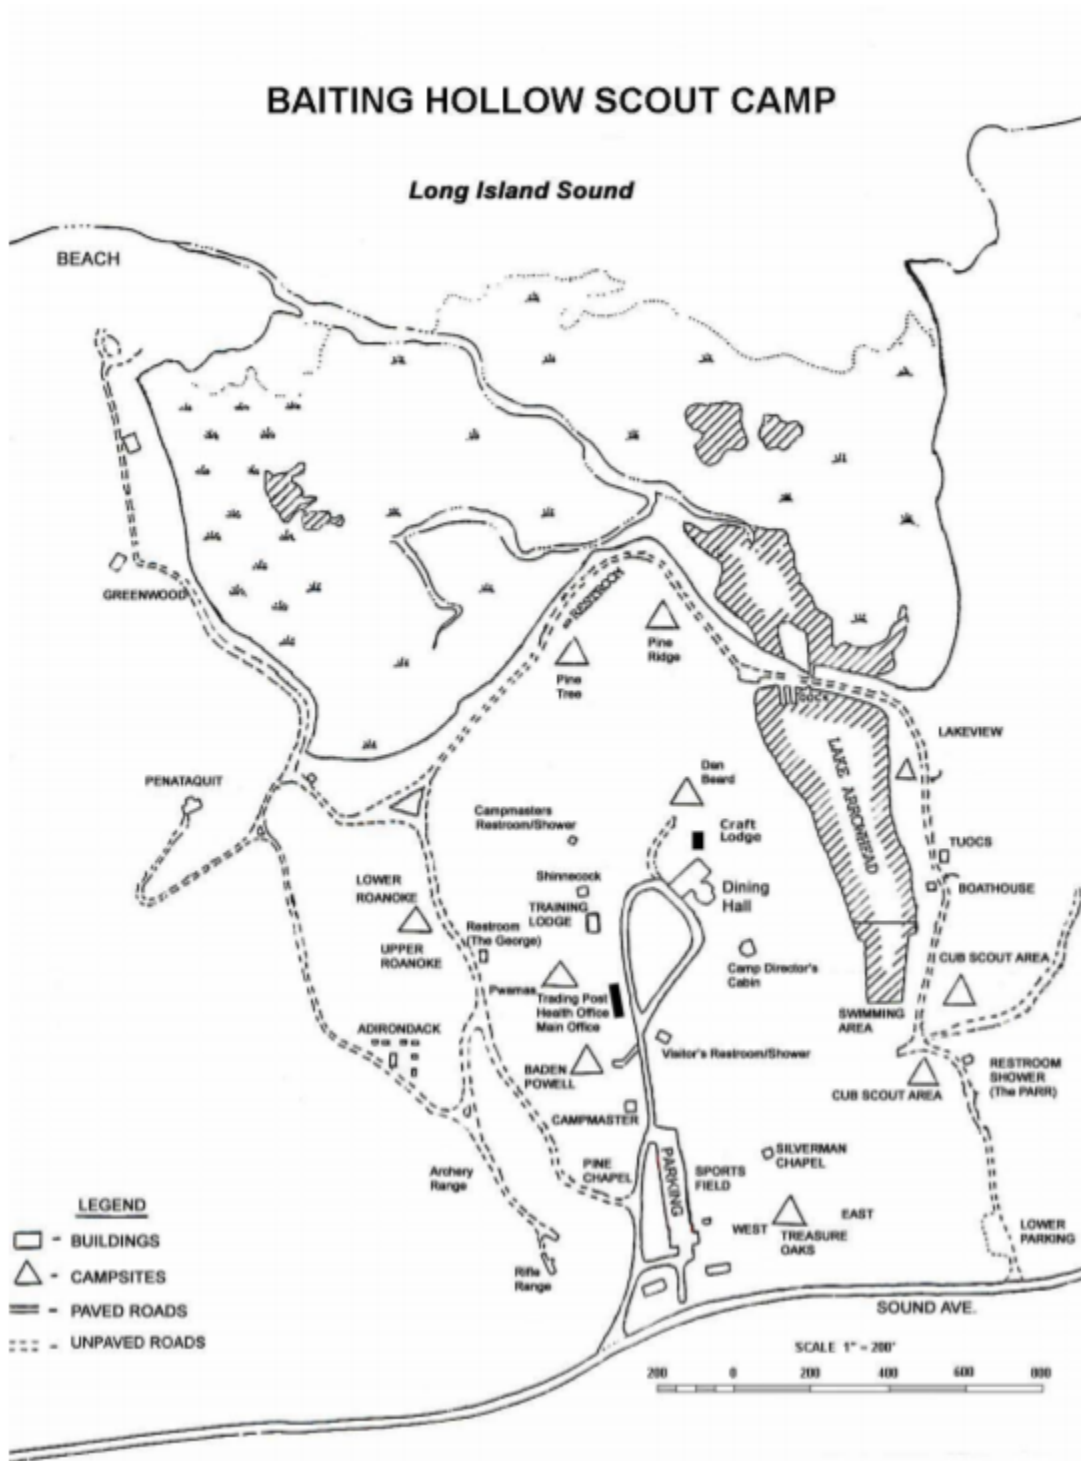 BAITING HOLLOW SCOUT CAMP
Long Island Sound
BEACH
GREENWOOD
RESTROOM
Pine
Ridge
Pine
Tree
DOCK
LAKEVIEW
LAKE ARROWHEAD
PENATAQUIT
Dan
Beard
Campmasters
Restroom/Shower
Craft
Lodge
TUOCS
BOATHOUSE
Shinnecock
Dining
Hall
LOWER
ROANOKE
TRAINING
LODGE
Restroom
(The George)
UPPER
ROANOKE
Camp Director's
Cabin
CUB SCOUT AREA
Pwamas
Trading Post
Health Office
Main Office
SWIMMING
AREA
ADIRONDACK
Visitor's Restroom/Shower
BADEN
POWELL
RESTROOM
SHOWER
(The PARR)
CUB SCOUT AREA
CAMPMASTER
SILVERMAN
CHAPEL
PINE
CHAPEL
PARKING
SPORTS
FIELD
Archery
Range
WEST
EAST
TREASURE
OAKS
LOWER
PARKING
Rifle
Range
SOUND AVE.
LEGEND
- BUILDINGS
- CAMPSITES
- PAVED ROADS
- UNPAVED ROADS
SCALE 1" = 200'
200 0 200 400 600 800